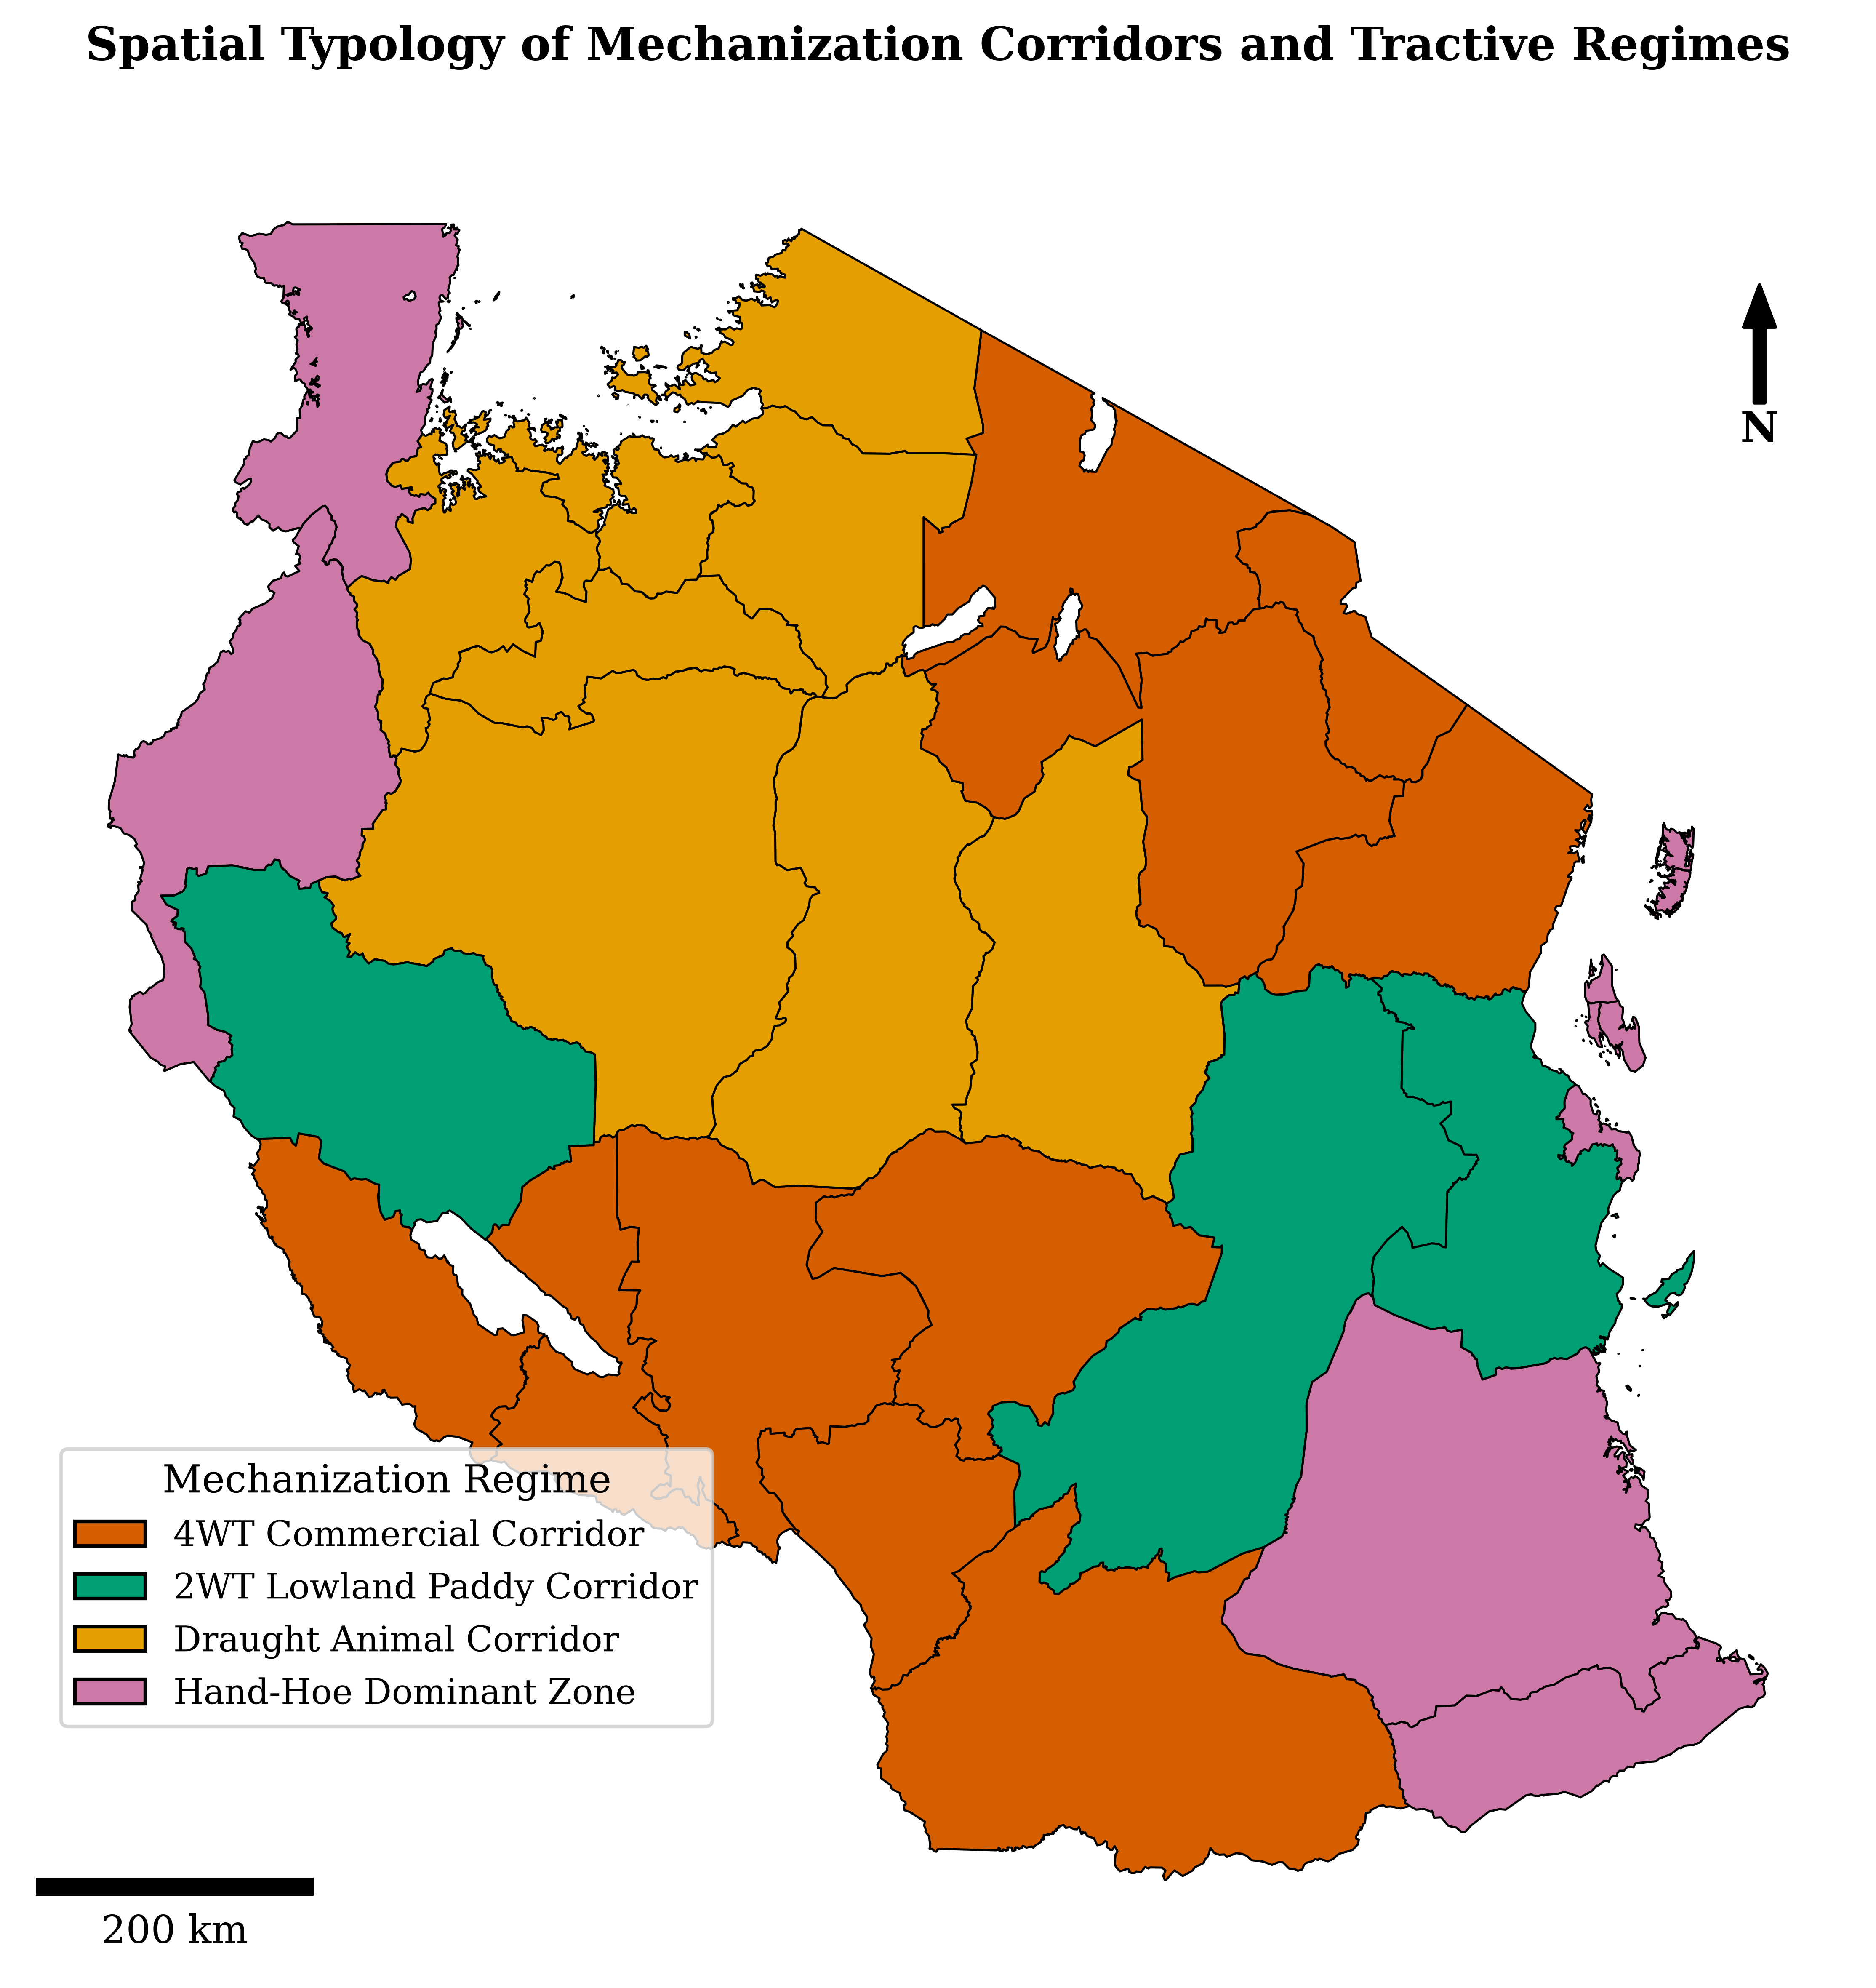 Spatial Typology of Mechanization Corridors and Tractive Regimes
N
Mechanization Regime
4WT Commercial Corridor
2WT Lowland Paddy Corridor
Draught Animal Corridor
Hand-Hoe Dominant Zone
200 km